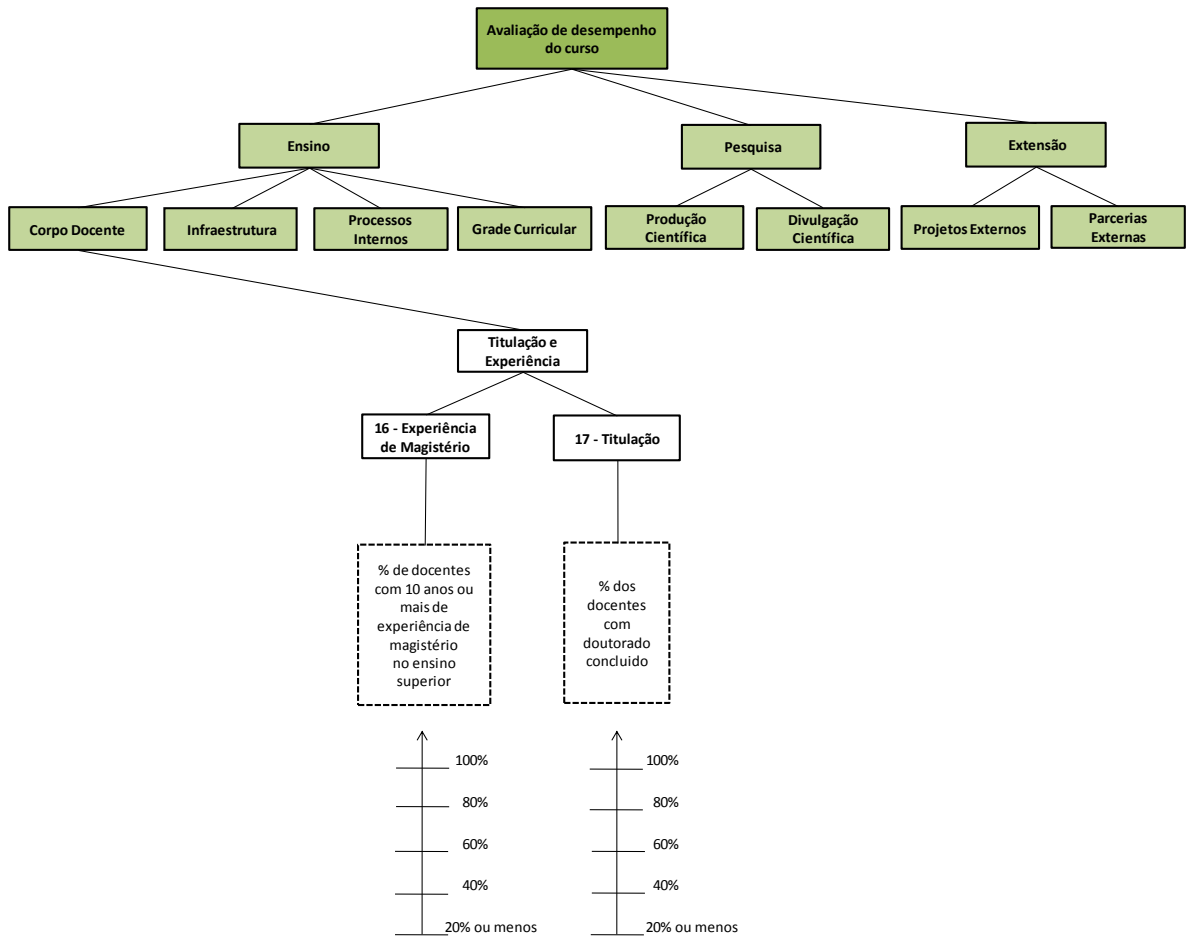 Avaliação de desempenho
do curso
Ensino
Pesquisa
Extensão
Corpo Docente
Infraestrutura
Processos
Internos
Grade Curricular
Produção
Científica
Divulgação
Científica
Projetos Externos
Parcerias
Externas
Titulação e
Experiência
16 - Experiência
de Magistério
17 - Titulação
% de docentes
com 10 anos ou
mais de
experiência de
magistério
no ensino
superior
% dos
docentes
com
doutorado
concluido
100%
80%
60%
40%
20% ou menos
100%
80%
60%
40%
20% ou menos